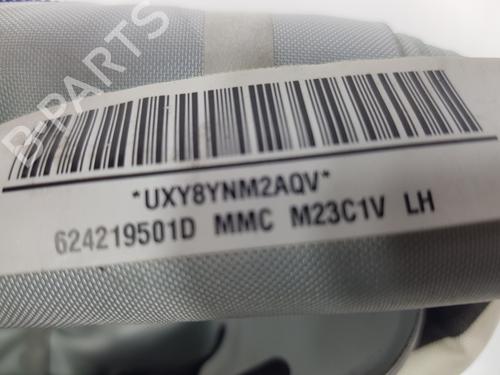 B-PARTS
*UXY8YNM2AQV*
624219501D MMC M23C1V LH